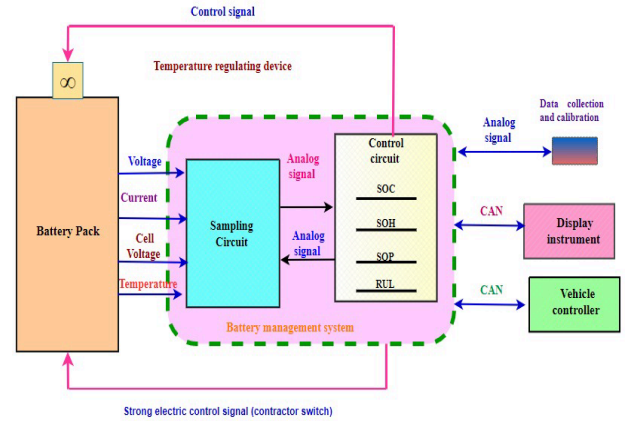 Control signal
∞
Temperature regulating device
Data collection
and calibration
Analog
signal
Control
circuit
Voltage
Analog
signal
SOC
Current
CAN
Display
instrument
Sampling
Circuit
Battery Pack
SOH
Analog
signal
Cell
Voltage
SOP
Temperature
RUL
CAN
Vehicle
controller
Battery management system
Strong electric control signal (contractor switch)